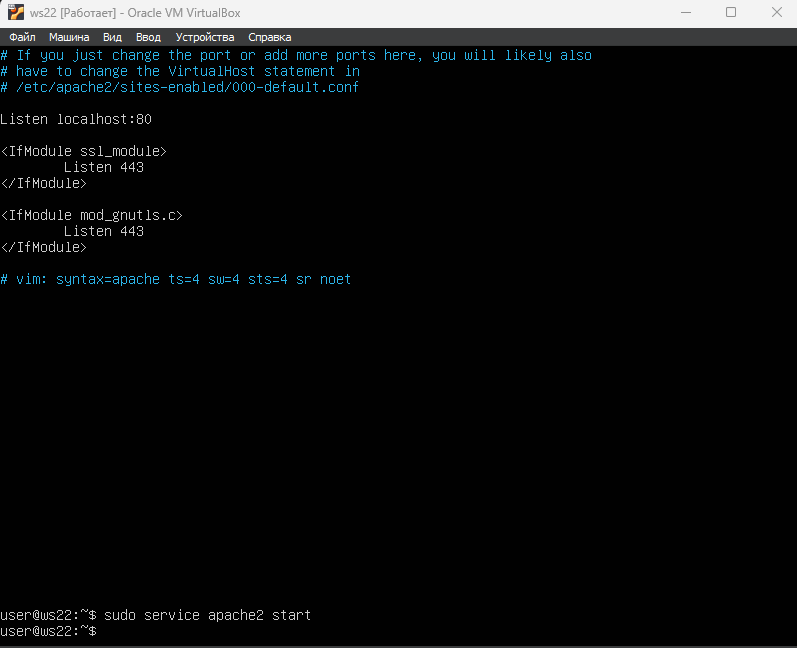 ws22 [Работает] - Oracle VM VirtualBox
Файл Машина Вид Ввод Устройства Справка
# If you just change the port or add more ports here, you will likely also
# have to change the VirtualHost statement in
# /etc/apache2/sites-enabled/000-default.conf
Listen localhost:80
<IfModule ssl_module>
        Listen 443
</IfModule>
<IfModule mod_gnutls.c>
        Listen 443
</IfModule>
# vim: syntax=apache ts=4 sw=4 sts=4 sr noet
user@ws22:~$ sudo service apache2 start
user@ws22:~$